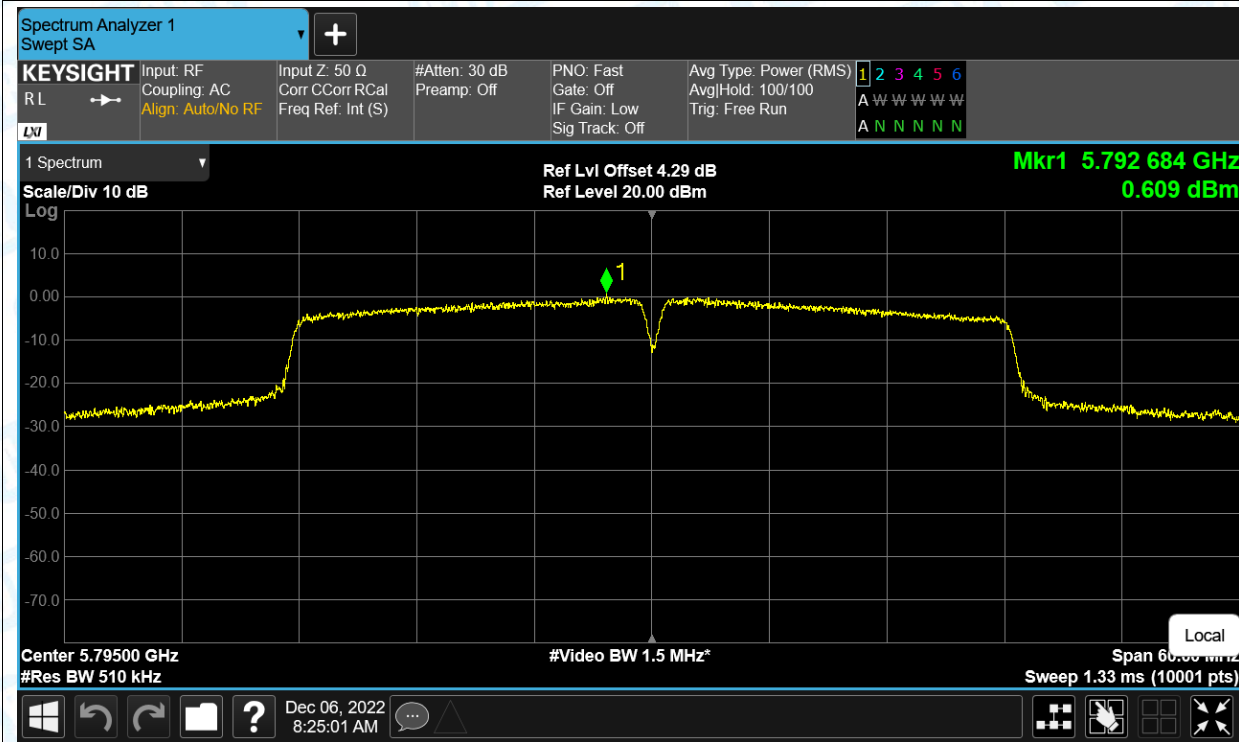 Spectrum Analyzer 1
Swept SA
KEYSIGHT
R L
LXI
Input: RF
Coupling: AC
Align: Auto/No RF
Input Z: 50 Ω
Corr CCorr RCal
Freq Ref: Int (S)
#Atten: 30 dB
Preamp: Off
PNO: Fast
Gate: Off
IF Gain: Low
Sig Track: Off
Avg Type: Power (RMS)
Avg|Hold: 100/100
Trig: Free Run
1 2 3 4 5 6
A W W W W W
A N N N N N
1 Spectrum
Scale/Div 10 dB
Log
Ref Lvl Offset 4.29 dB
Ref Level 20.00 dBm
Mkr1 5.792 684 GHz
0.609 dBm
10.0
1
0.00
-10.0
-20.0
-30.0
-40.0
-50.0
-60.0
-70.0
Local
Center 5.79500 GHz
#Res BW 510 kHz
#Video BW 1.5 MHz*
Span 60.00 MHz
Sweep 1.33 ms (10001 pts)
?
Dec 06, 2022
8:25:01 AM